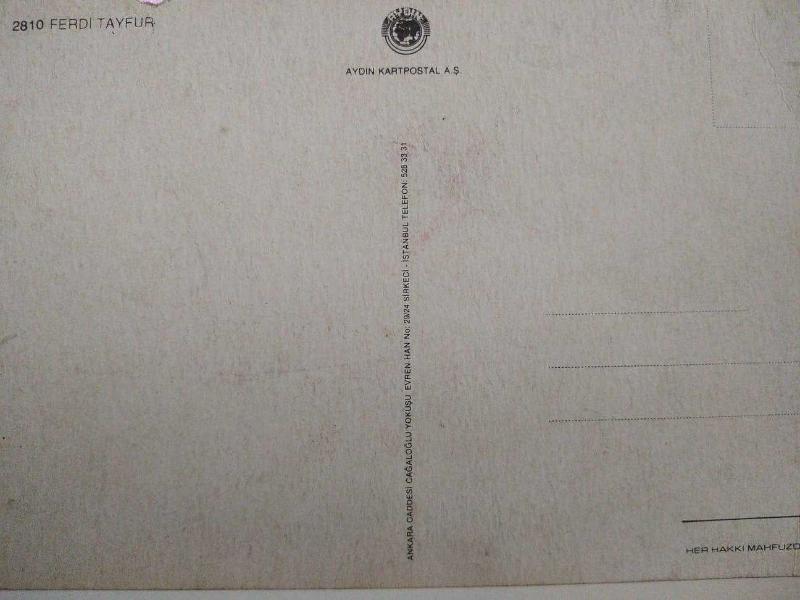 2810 FERDİ TAYFUR
AYDIN
AYDIN KARTPOSTAL A.Ş.
ANKARA CADDESİ CAĞALOĞLU YOKUŞU EVREN HAN No: 29/24 SİRKECİ - İSTANBUL TELEFON: 528 33 31
HER HAKKI MAHFUZD